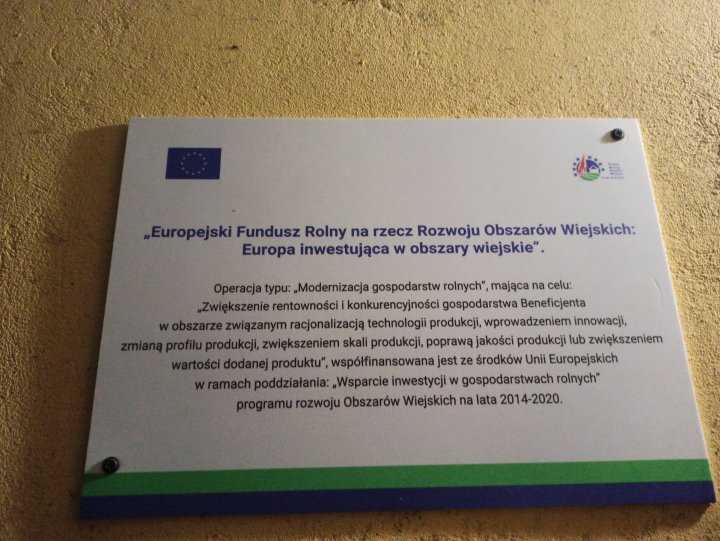 „Europejski Fundusz Rolny na rzecz Rozwoju Obszarów Wiejskich:
Europa inwestująca w obszary wiejskie”.
Operacja typu: „Modernizacja gospodarstw rolnych”, mająca na celu:
„Zwiększenie rentowności i konkurencyjności gospodarstwa Beneficjenta
w obszarze związanym racjonalizacją technologii produkcji, wprowadzeniem innowacji,
zmianą profilu produkcji, zwiększeniem skali produkcji, poprawą jakości produkcji lub zwiększeniem
wartości dodanej produktu”, współfinansowana jest ze środków Unii Europejskich
w ramach poddziałania: „Wsparcie inwestycji w gospodarstwach rolnych”
programu rozwoju Obszarów Wiejskich na lata 2014-2020.